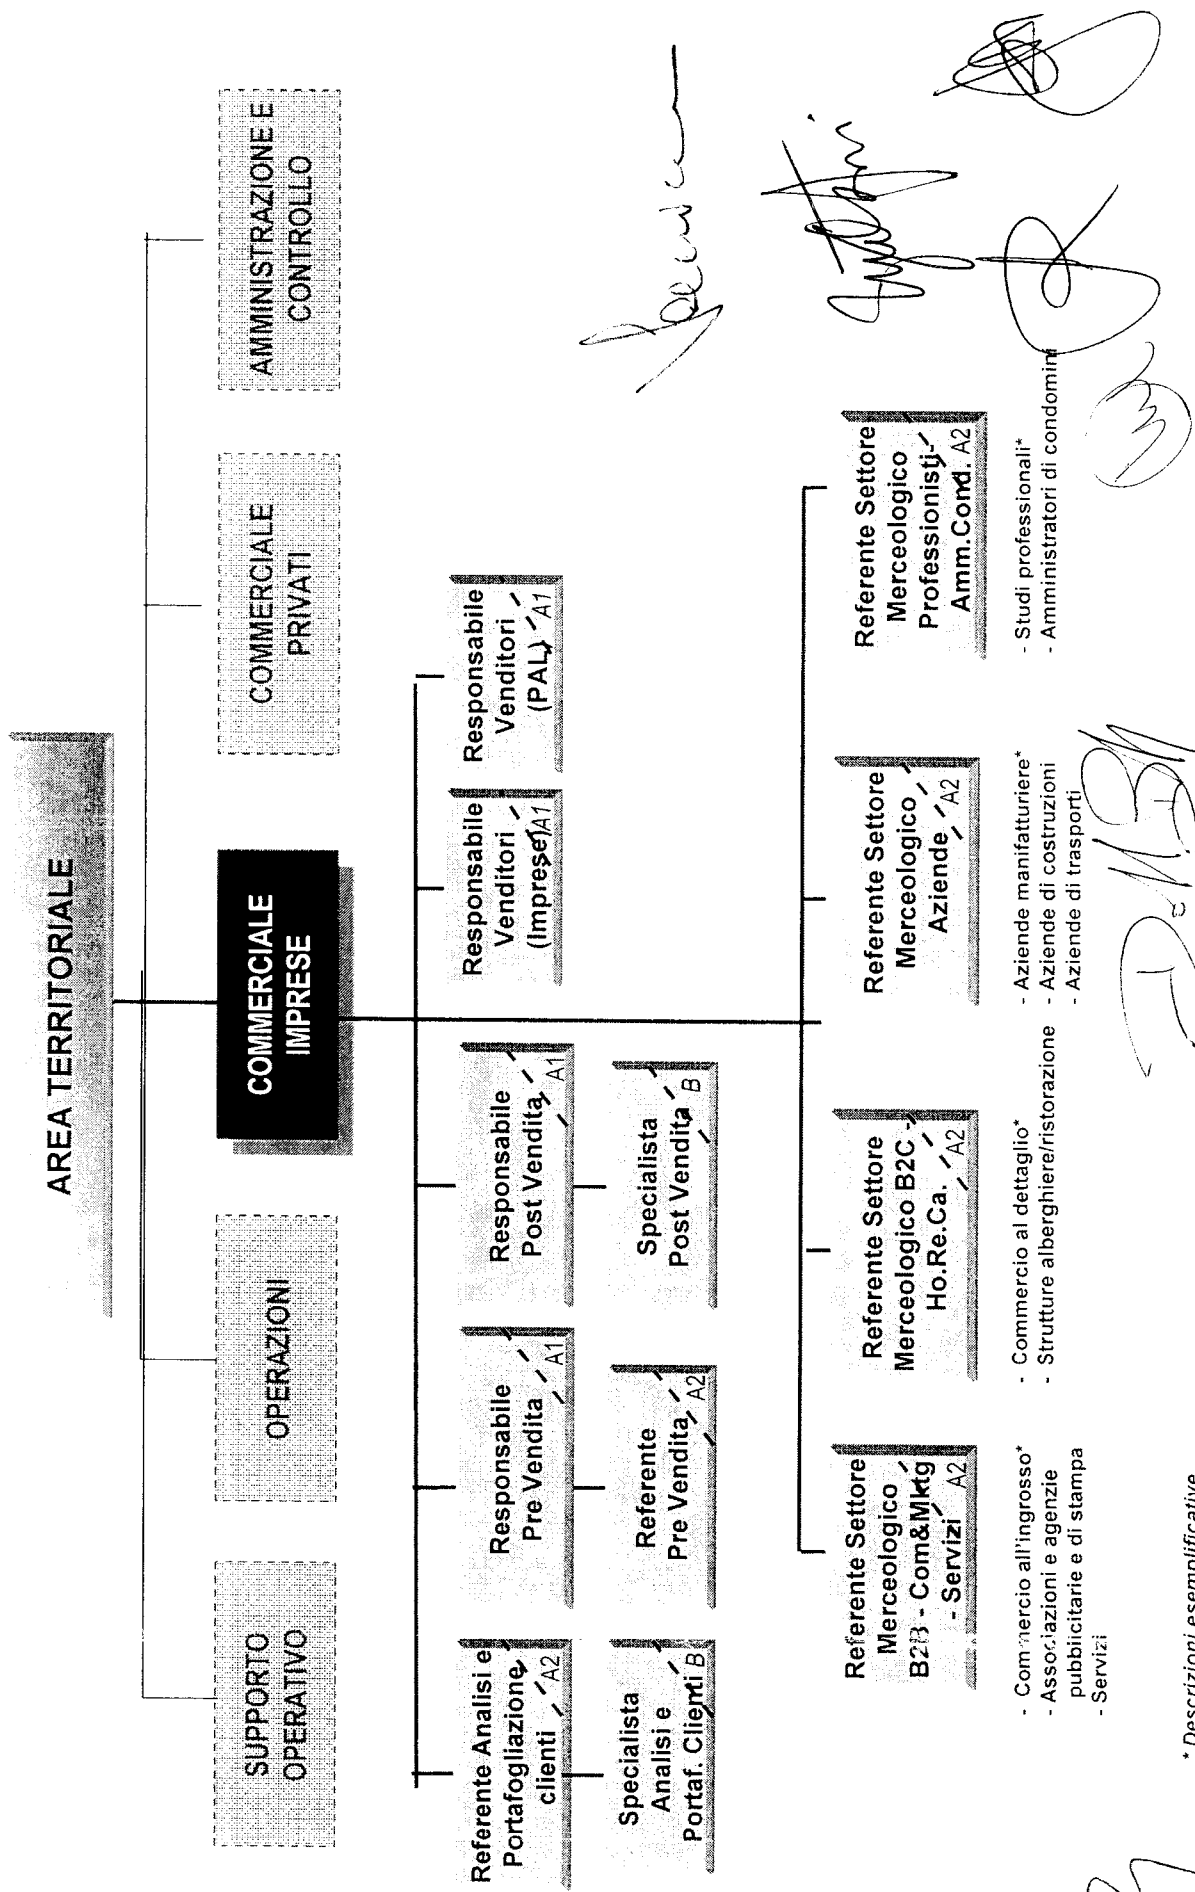 AREA TERRITORIALE
SUPPORTO
OPERATIVO
OPERAZIONI
COMMERCIALE
IMPRESE
COMMERCIALE
PRIVATI
AMMINISTRAZIONE E
CONTROLLO
Referente Analisi e
Portafogliazione
clienti A2
Responsabile
Pre Vendita A1
Responsabile
Post Vendita A1
Responsabile
Venditori
(Imprese) A1
Responsabile
Venditori
(PAL) A1
Specialista
Analisi e
Portaf. Clienti B
Referente
Pre Vendita A2
Specialista
Post Vendita B
Referente Settore
Merceologico
B2B - Com&Mktg
- Servizi A2
Referente Settore
Merceologico B2C -
Ho.Re.Ca. A2
Referente Settore
Merceologico
Aziende A2
Referente Settore
Merceologico
Professionisti-
Amm.Cond. A2
- Commercio all'ingrosso*
- Associazioni e agenzie
pubblicitarie e di stampa
- Servizi
- Commercio al dettaglio*
- Strutture alberghiere/ristorazione
- Aziende manifatturiere*
- Aziende di costruzioni
- Aziende di trasporti
- Studi professionali*
- Amministratori di condomini
* Descrizioni esemplificative